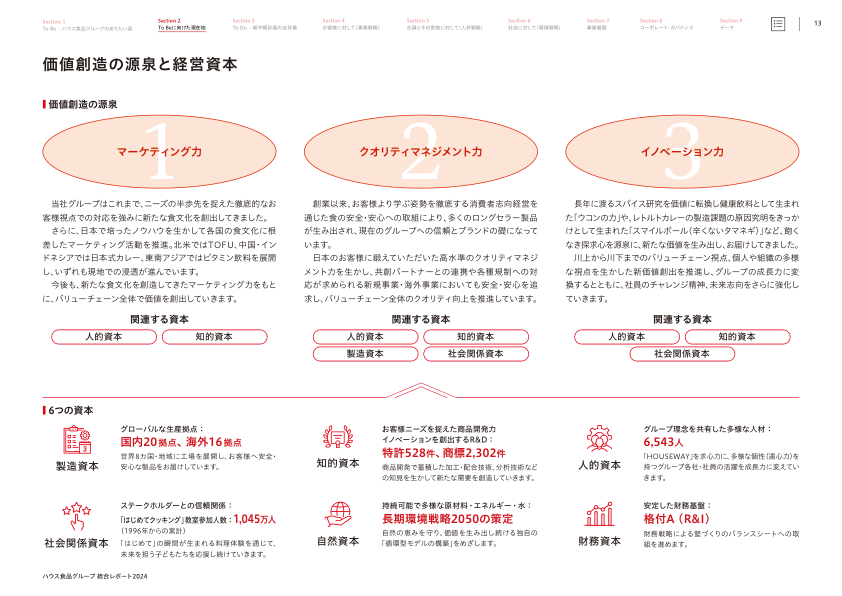 Section 1
To Be －ハウス食品グループのありたい姿
Section 2
To Beに向けた現在地
Section 3
To Do －新中期計画の全体像
Section 4
お客様に対して（事業戦略）
Section 5
社員とその家族に対して（人材戦略）
Section 6
社会に対して（環境戦略）
Section 7
事業基盤
Section 8
コーポレート・ガバナンス
Section 9
データ
13
価値創造の源泉と経営資本
価値創造の源泉
1
マーケティング力
当社グループはこれまで、ニーズの半歩先を捉えた徹底的なお
客様視点での対応を強みに新たな食文化を創出してきました。
さらに、日本で培ったノウハウを生かして各国の食文化に根
差したマーケティング活動を推進。北米ではTOFU、中国・イン
ドネシアでは日本式カレー、東南アジアではビタミン飲料を展開
し、いずれも現地での浸透が進んでいます。
今後も、新たな食文化を創造してきたマーケティング力をもと
に、バリューチェーン全体で価値を創出していきます。
関連する資本
人的資本
知的資本
2
クオリティマネジメント力
創業以来、お客様より学ぶ姿勢を徹底する消費者志向経営を
通じた食の安全・安心への取組により、多くのロングセラー製品
が生み出され、現在のグループへの信頼とブランドの礎になって
います。
日本のお客様に鍛えていただいた高水準のクオリティマネジ
メント力を生かし、共創パートナーとの連携や各種規制への対
応が求められる新規事業・海外事業においても安全・安心を追
求し、バリューチェーン全体のクオリティ向上を推進しています。
関連する資本
人的資本
知的資本
製造資本
社会関係資本
3
イノベーション力
長年に渡るスパイス研究を価値に転換し健康飲料として生まれ
た「ウコンの力」や、レトルトカレーの製造課題の原因究明をきっか
けとして生まれた「スマイルボール（辛くないタマネギ）」など、飽く
なき探求心を源泉に、新たな価値を生み出し、お届けしてきました。
川上から川下までのバリューチェーン視点、個人や組織の多様
な視点を生かした新価値創出を推進し、グループの成長力に変
換するとともに、社員のチャレンジ精神、未来志向をさらに強化し
ていきます。
関連する資本
人的資本
知的資本
社会関係資本
6つの資本
製造資本
グローバルな生産拠点：
国内20拠点、海外16拠点
世界8カ国・地域に工場を展開し、お客様へ安全・
安心な製品をお届けしています。
知的資本
お客様ニーズを捉えた商品開発力
イノベーションを創出するR&D：
特許528件、商標2,302件
商品開発で蓄積した加工・配合技術、分析技術など
の知見を生かして新たな需要を創造していきます。
人的資本
グループ理念を共有した多様な人材：
6,543人
「HOUSEWAY」を求心力に、多様な個性（遠心力）を
持つグループ各社・社員の活躍を成長力に変えてい
きます。
社会関係資本
ステークホルダーとの信頼関係：
「はじめてクッキング」教室参加人数：1,045万人
（1996年からの累計）
「はじめて」の瞬間が生まれる料理体験を通じて、
未来を担う子どもたちを応援し続けていきます。
自然資本
持続可能で多様な原材料・エネルギー・水：
長期環境戦略2050の策定
自然の恵みを守り、価値を生み出し続ける独自の
「循環型モデルの構築」をめざします。
財務資本
安定した財務基盤：
格付A（R&I）
財務戦略による堅づくりのバランスシートへの取
組を進めます。
ハウス食品グループ 統合レポート2024